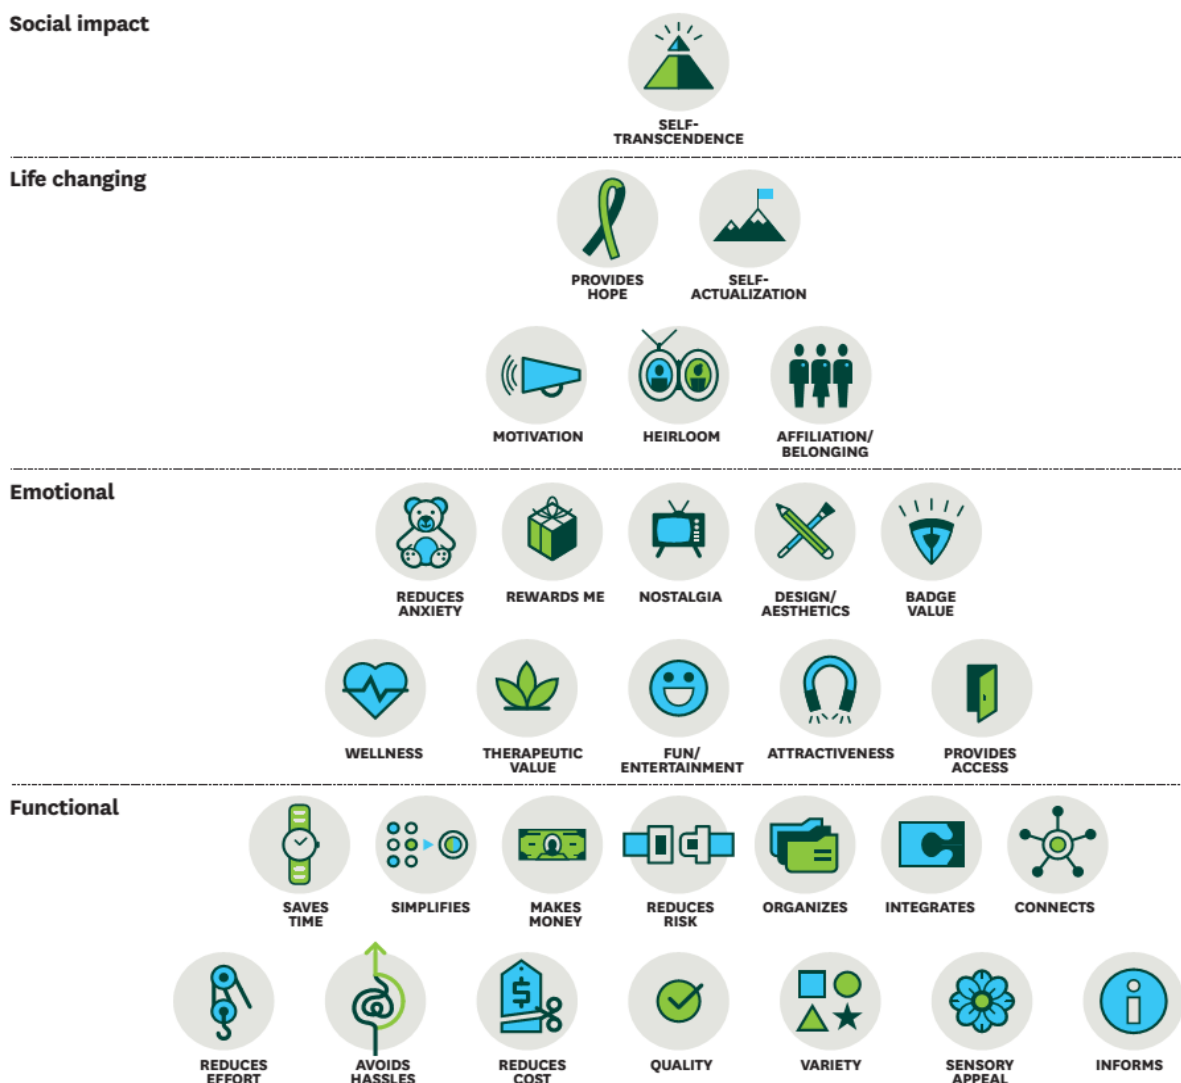 Social impact
SELF-
TRANSCENDENCE
Life changing
PROVIDES
HOPE
SELF-
ACTUALIZATION
MOTIVATION
HEIRLOOM
AFFILIATION/
BELONGING
Emotional
REDUCES
ANXIETY
REWARDS ME
NOSTALGIA
DESIGN/
AESTHETICS
BADGE
VALUE
WELLNESS
THERAPEUTIC
VALUE
FUN/
ENTERTAINMENT
ATTRACTIVENESS
PROVIDES
ACCESS
Functional
$
SAVES
TIME
SIMPLIFIES
MAKES
MONEY
REDUCES
RISK
ORGANIZES
INTEGRATES
CONNECTS
REDUCES
EFFORT
AVOIDS
HASSLES
REDUCES
COST
QUALITY
VARIETY
SENSORY
APPEAL
INFORMS